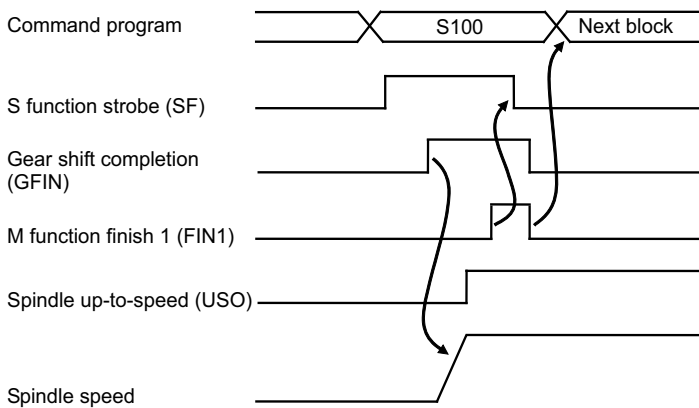 Command program
S100
Next block
S function strobe (SF)
Gear shift completion
(GFIN)
M function finish 1 (FIN1)
Spindle up-to-speed (USO)
Spindle speed